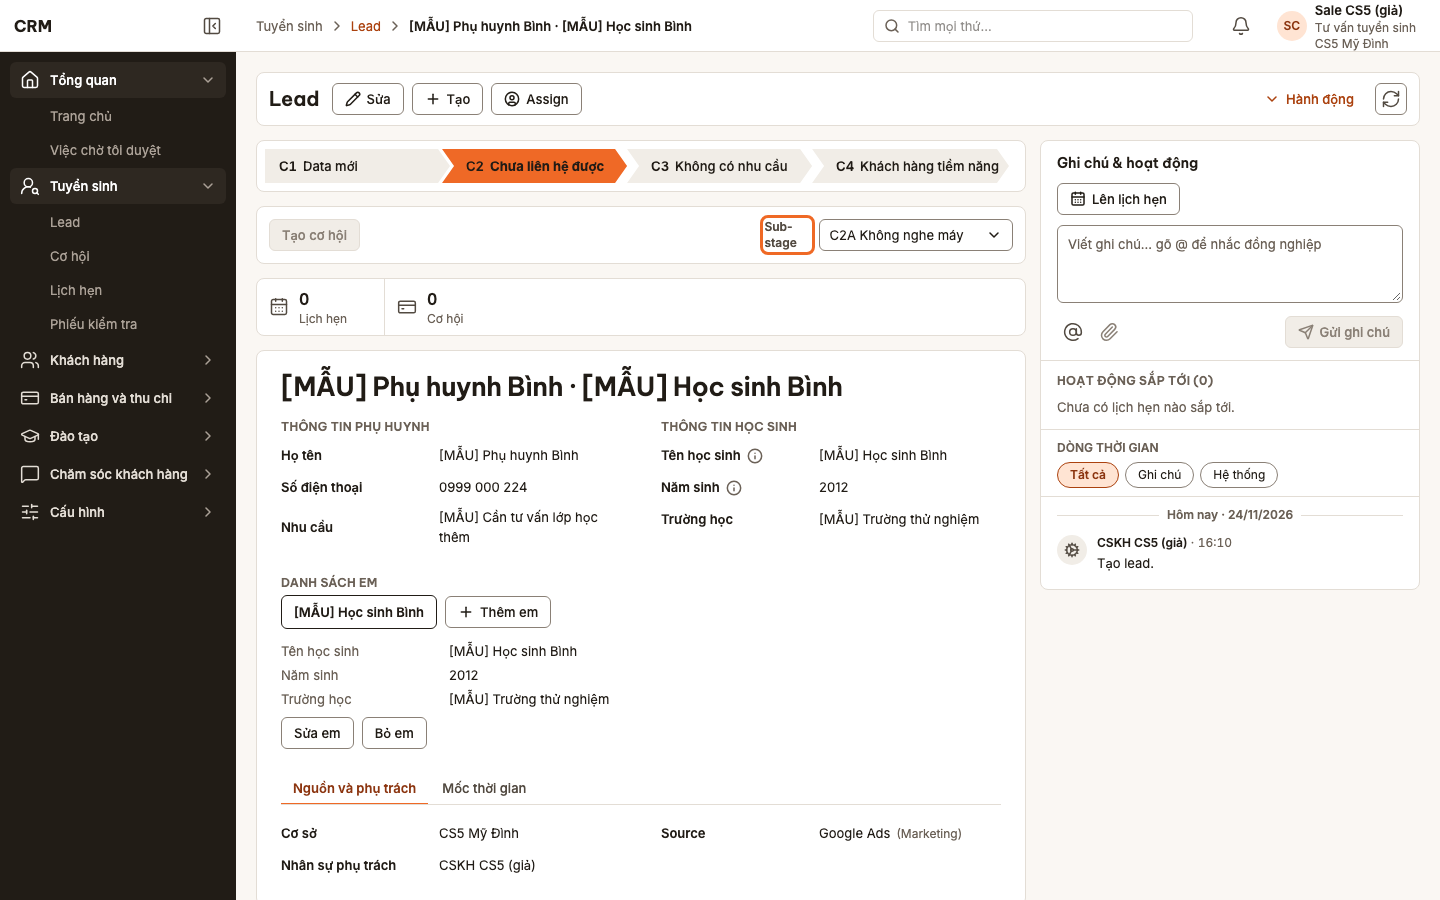 CRM
Tuyển sinh > Lead > [MẪU] Phụ huynh Bình · [MẪU] Học sinh Bình
Tìm mọi thứ...
SC
Sale CS5 (giả)
Tư vấn tuyển sinh
CS5 Mỹ Đình
Tổng quan
Trang chủ
Việc chờ tôi duyệt
Tuyển sinh
Lead
Cơ hội
Lịch hẹn
Phiếu kiểm tra
Khách hàng
Bán hàng và thu chi
Đào tạo
Chăm sóc khách hàng
Cấu hình
Lead
Sửa
Tạo
Assign
Hành động
C1 Data mới
C2 Chưa liên hệ được
C3 Không có nhu cầu
C4 Khách hàng tiềm năng
Tạo cơ hội
Sub-
stage
C2A Không nghe máy
0
Lịch hẹn
0
Cơ hội
[MẪU] Phụ huynh Bình · [MẪU] Học sinh Bình
THÔNG TIN PHỤ HUYNH
Họ tên [MẪU] Phụ huynh Bình
Số điện thoại 0999 000 224
Nhu cầu [MẪU] Cần tư vấn lớp học
thêm
THÔNG TIN HỌC SINH
Tên học sinh [MẪU] Học sinh Bình
Năm sinh 2012
Trường học [MẪU] Trường thử nghiệm
DANH SÁCH EM
[MẪU] Học sinh Bình
Thêm em
Tên học sinh [MẪU] Học sinh Bình
Năm sinh 2012
Trường học [MẪU] Trường thử nghiệm
Sửa em
Bỏ em
Nguồn và phụ trách
Mốc thời gian
Cơ sở CS5 Mỹ Đình
Source Google Ads (Marketing)
Nhân sự phụ trách CSKH CS5 (giả)
Ghi chú & hoạt động
Lên lịch hẹn
Viết ghi chú... gõ @ để nhắc đồng nghiệp
Gửi ghi chú
HOẠT ĐỘNG SẮP TỚI (0)
Chưa có lịch hẹn nào sắp tới.
DÒNG THỜI GIAN
Tất cả
Ghi chú
Hệ thống
Hôm nay · 24/11/2026
CSKH CS5 (giả) · 16:10
Tạo lead.